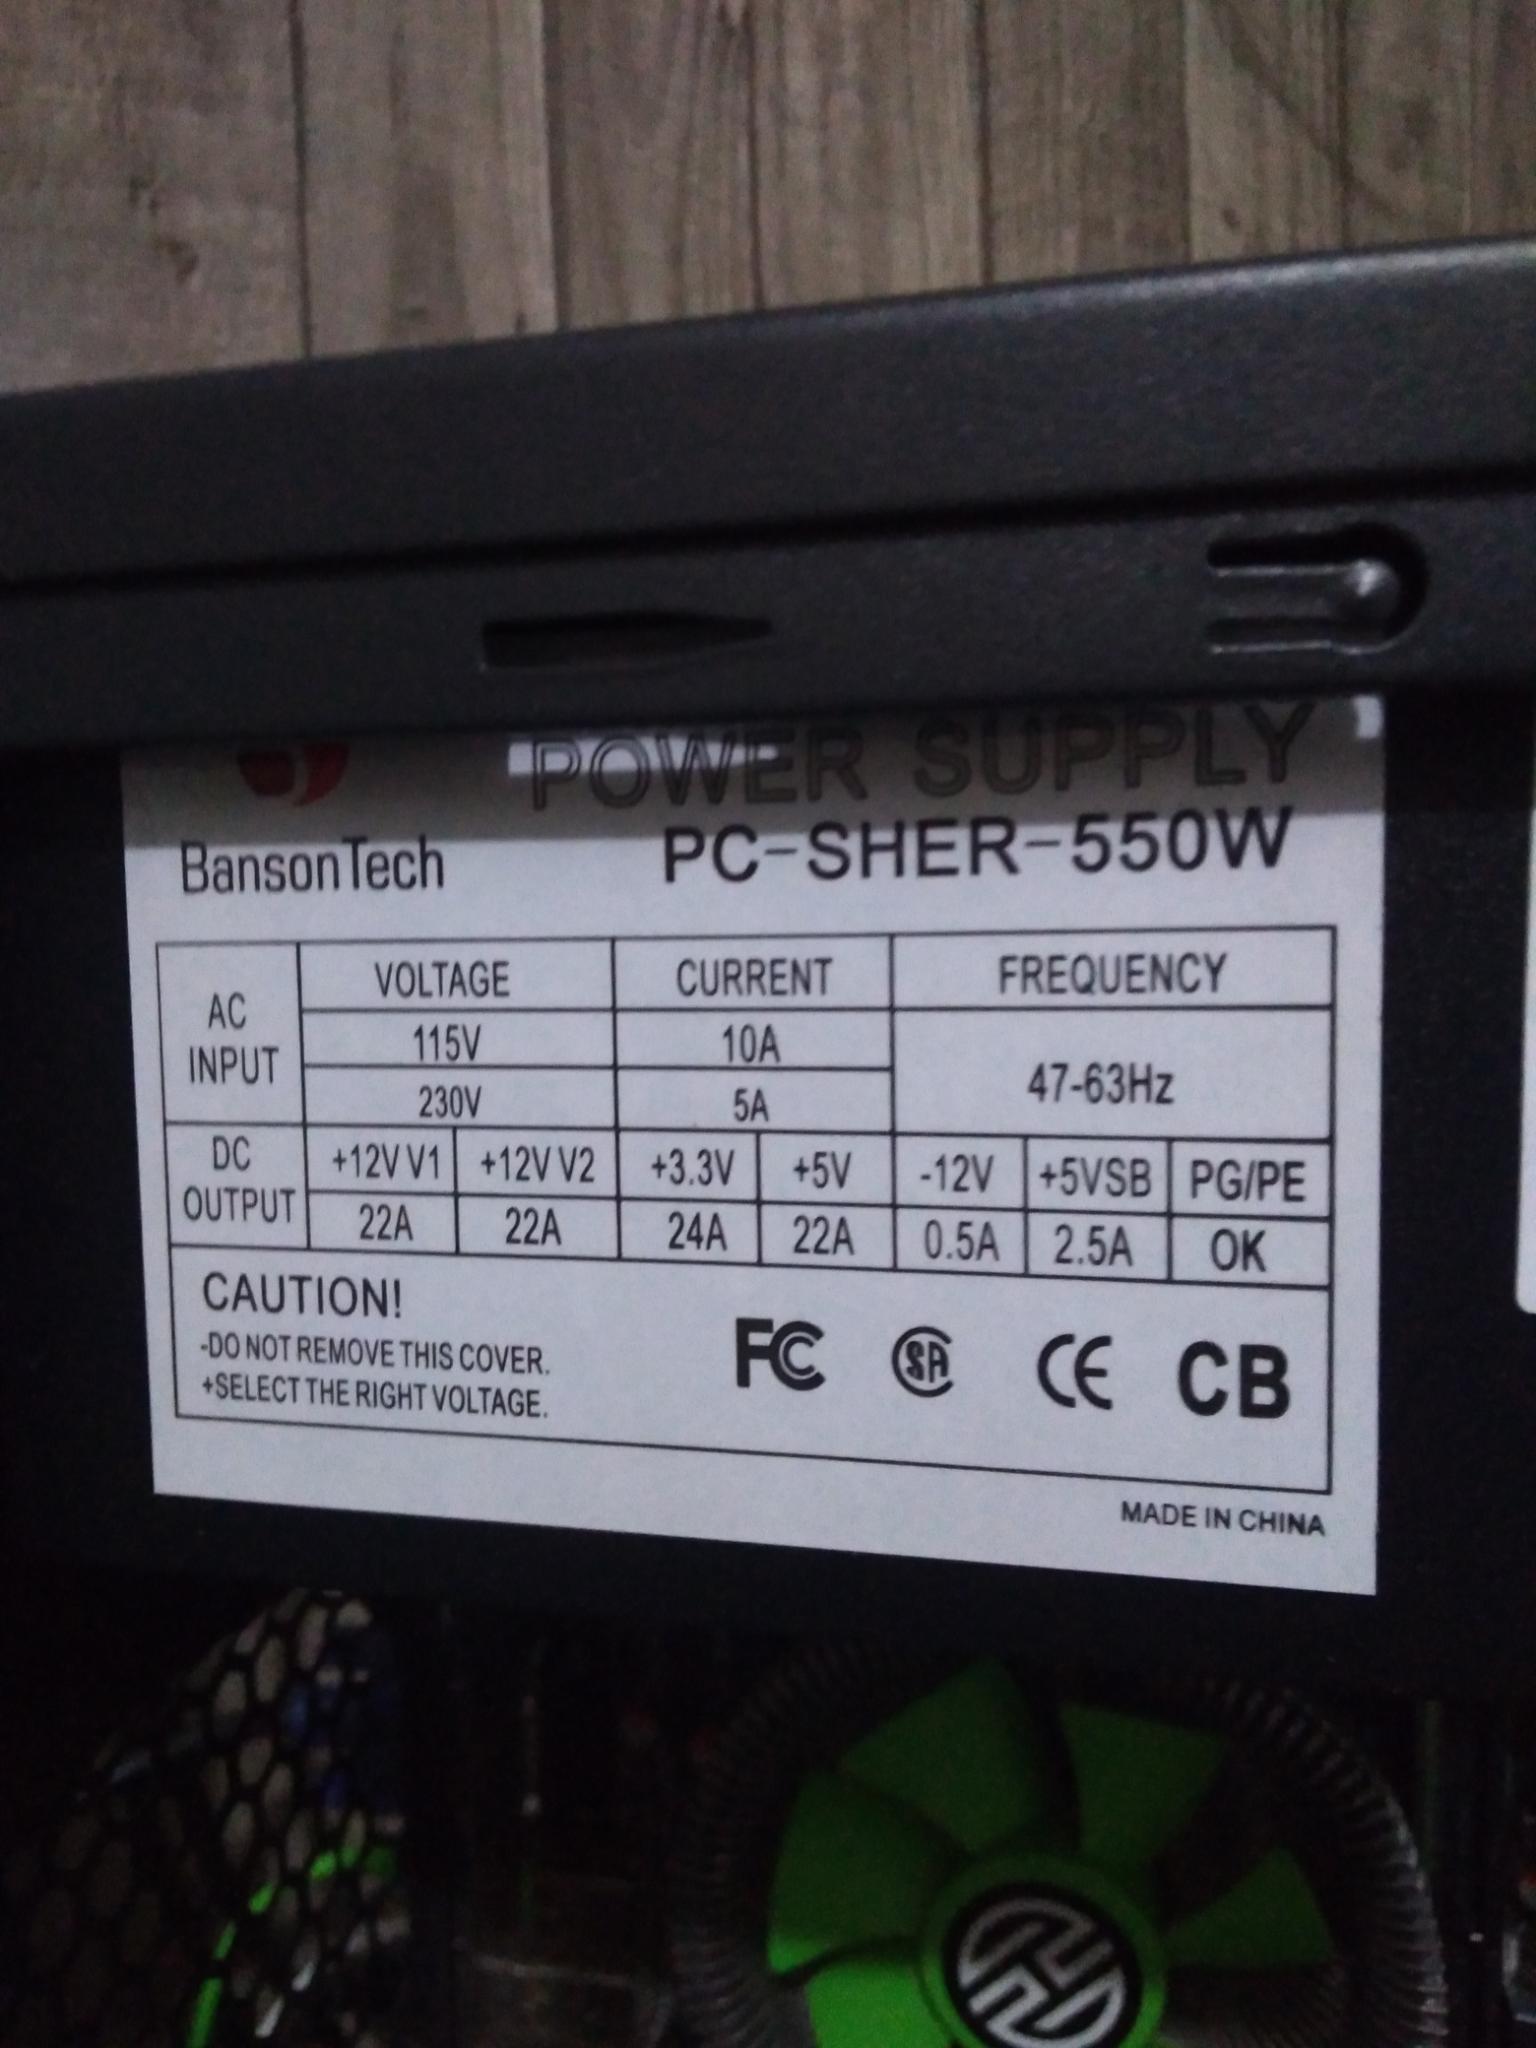 POWER SUPPLY
BansonTech
PC-SHER-550W
AC INPUT VOLTAGE CURRENT FREQUENCY
115V 10A 47-63Hz
230V 5A
DC OUTPUT +12V V1 +12V V2 +3.3V +5V -12V +5VSB PG/PE
22A 22A 24A 22A 0.5A 2.5A OK
CAUTION!
-DO NOT REMOVE THIS COVER.
+SELECT THE RIGHT VOLTAGE.
FC SA CE CB
MADE IN CHINA